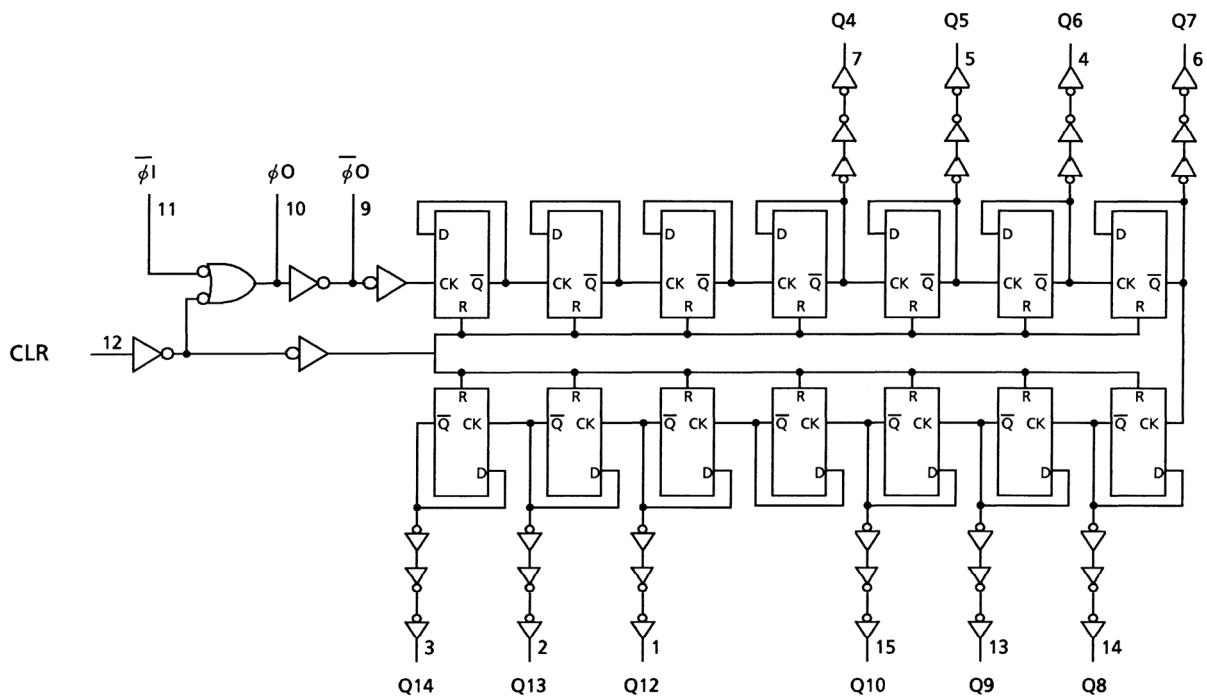 Q4 Q5 Q6 Q7
7 5 4 6
φ̅I φO φ̅O
11 10 9
D D D D D D D
CK Q̅ CK Q̅ CK Q̅ CK Q̅ CK Q̅ CK Q̅ CK Q̅
R R R R R R R
CLR 12
R R R R R R R
Q̅ CK Q̅ CK Q̅ CK Q̅ CK Q̅ CK Q̅ CK Q̅ CK
D D D D D D D
3 2 1 15 13 14
Q14 Q13 Q12 Q10 Q9 Q8